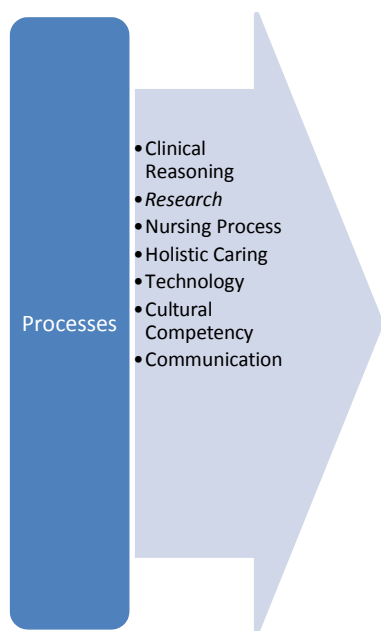 Processes
•Clinical
Reasoning
•Research
•Nursing Process
•Holistic Caring
•Technology
•Cultural
Competency
•Communication